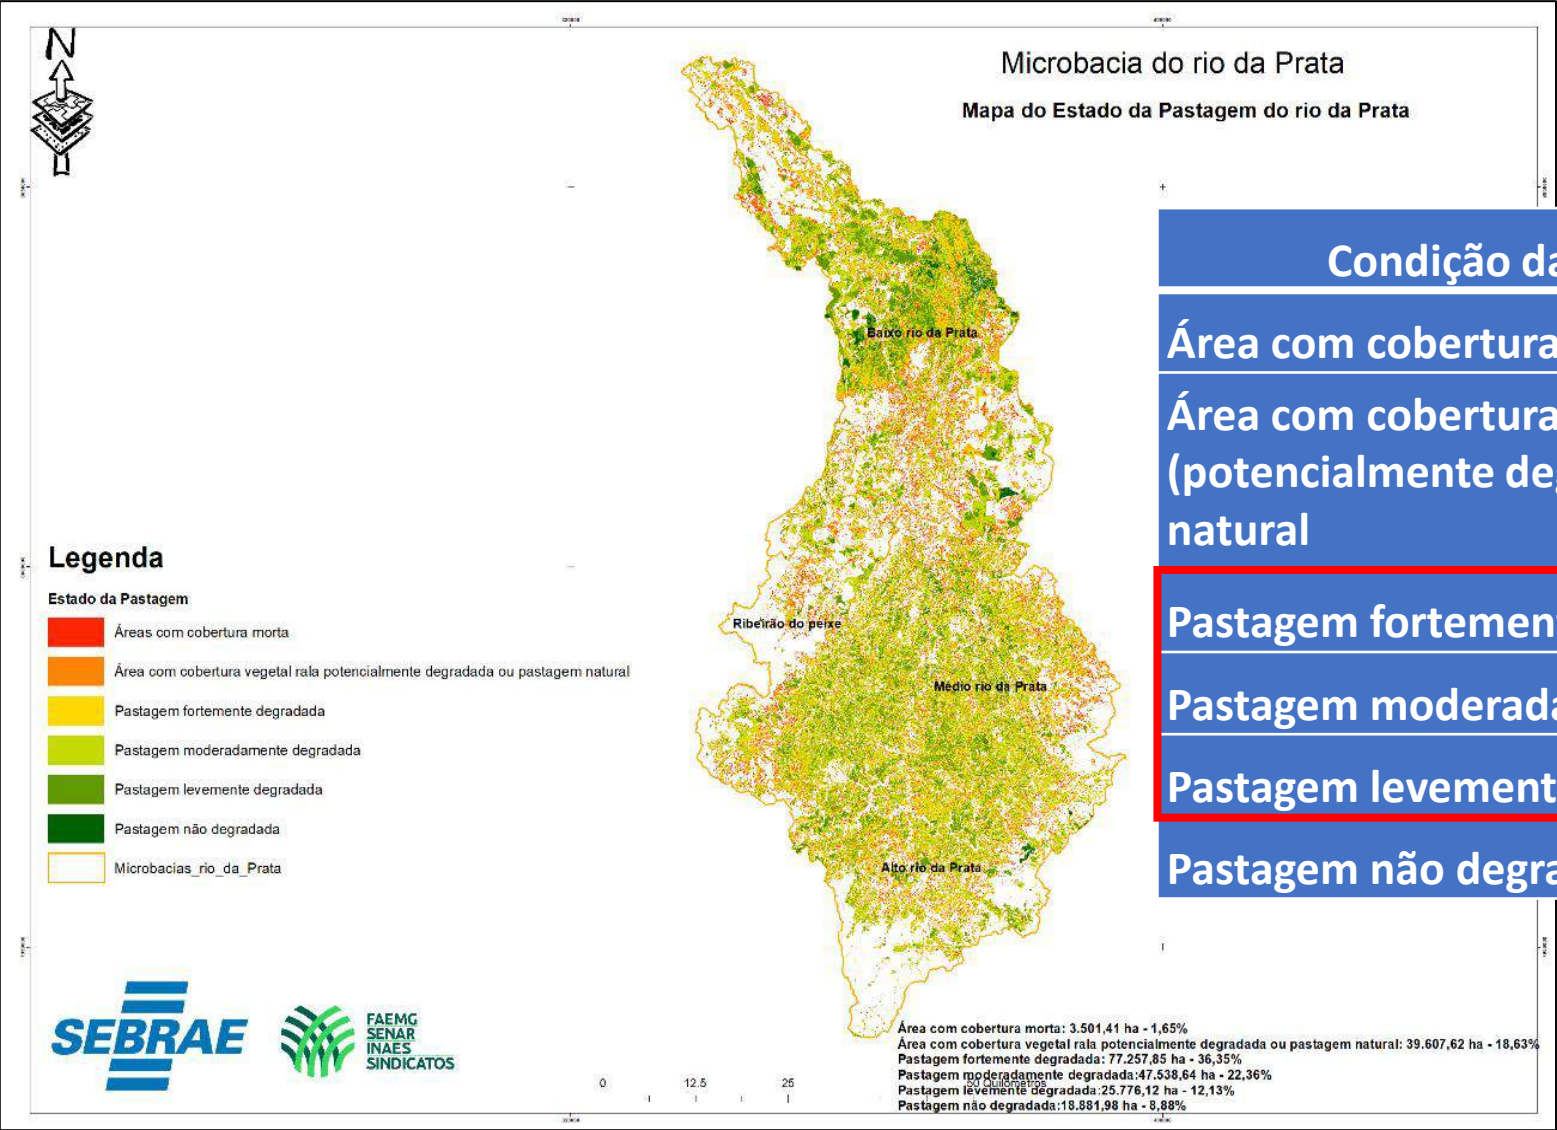 N
Microbacia do rio da Prata
Mapa do Estado da Pastagem do rio da Prata
Condição da
Área com cobertura
Área com cobertura
(potencialmente deg
natural
Pastagem fortement
Pastagem moderada
Pastagem levement
Pastagem não degra
Baixo rio da Prata
Ribeirão do peixe
Médio rio da Prata
Alto rio da Prata
Legenda
Estado da Pastagem
Áreas com cobertura morta
Área com cobertura vegetal rala potencialmente degradada ou pastagem natural
Pastagem fortemente degradada
Pastagem moderadamente degradada
Pastagem levemente degradada
Pastagem não degradada
Microbacias_rio_da_Prata
SEBRAE
FAEMG
SENAR
INAES
SINDICATOS
0 12.5 25 50 Quilômetros
Área com cobertura morta: 3.501,41 ha - 1,65%
Área com cobertura vegetal rala potencialmente degradada ou pastagem natural: 39.607,62 ha - 18,63%
Pastagem fortemente degradada: 77.257,85 ha - 36,35%
Pastagem moderadamente degradada:47.538,64 ha - 22,36%
Pastagem levemente degradada:25.776,12 ha - 12,13%
Pastagem não degradada:18.881,98 ha - 8,88%